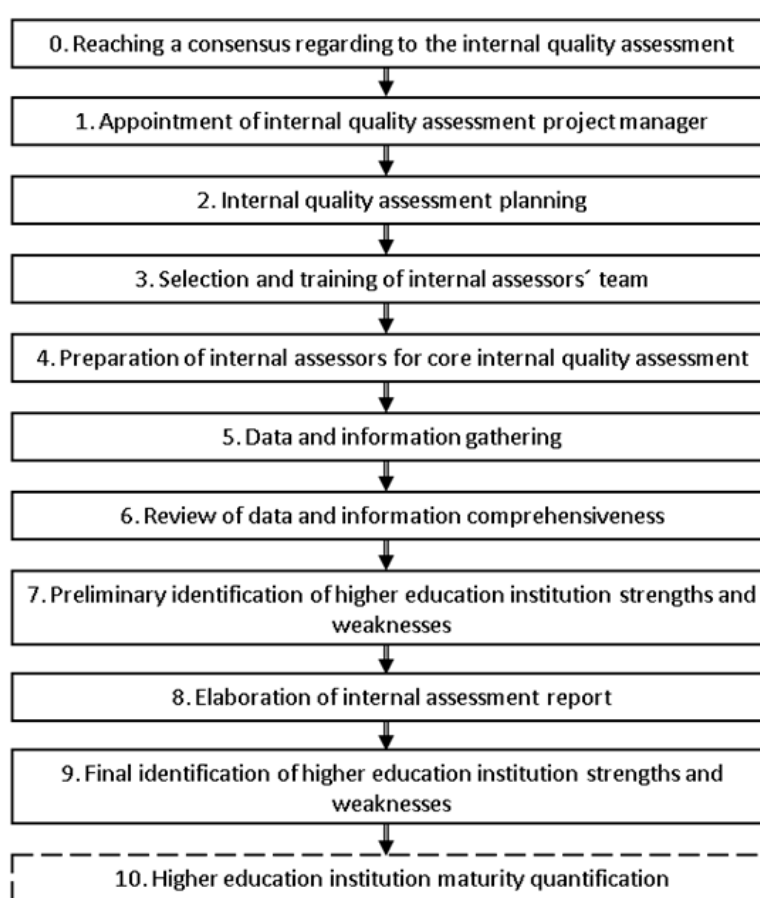 0. Reaching a consensus regarding to the internal quality assessment
1. Appointment of internal quality assessment project manager
2. Internal quality assessment planning
3. Selection and training of internal assessors´ team
4. Preparation of internal assessors for core internal quality assessment
5. Data and information gathering
6. Review of data and information comprehensiveness
7. Preliminary identification of higher education institution strengths and
weaknesses
8. Elaboration of internal assessment report
9. Final identification of higher education institution strengths and
weaknesses
10. Higher education institution maturity quantification